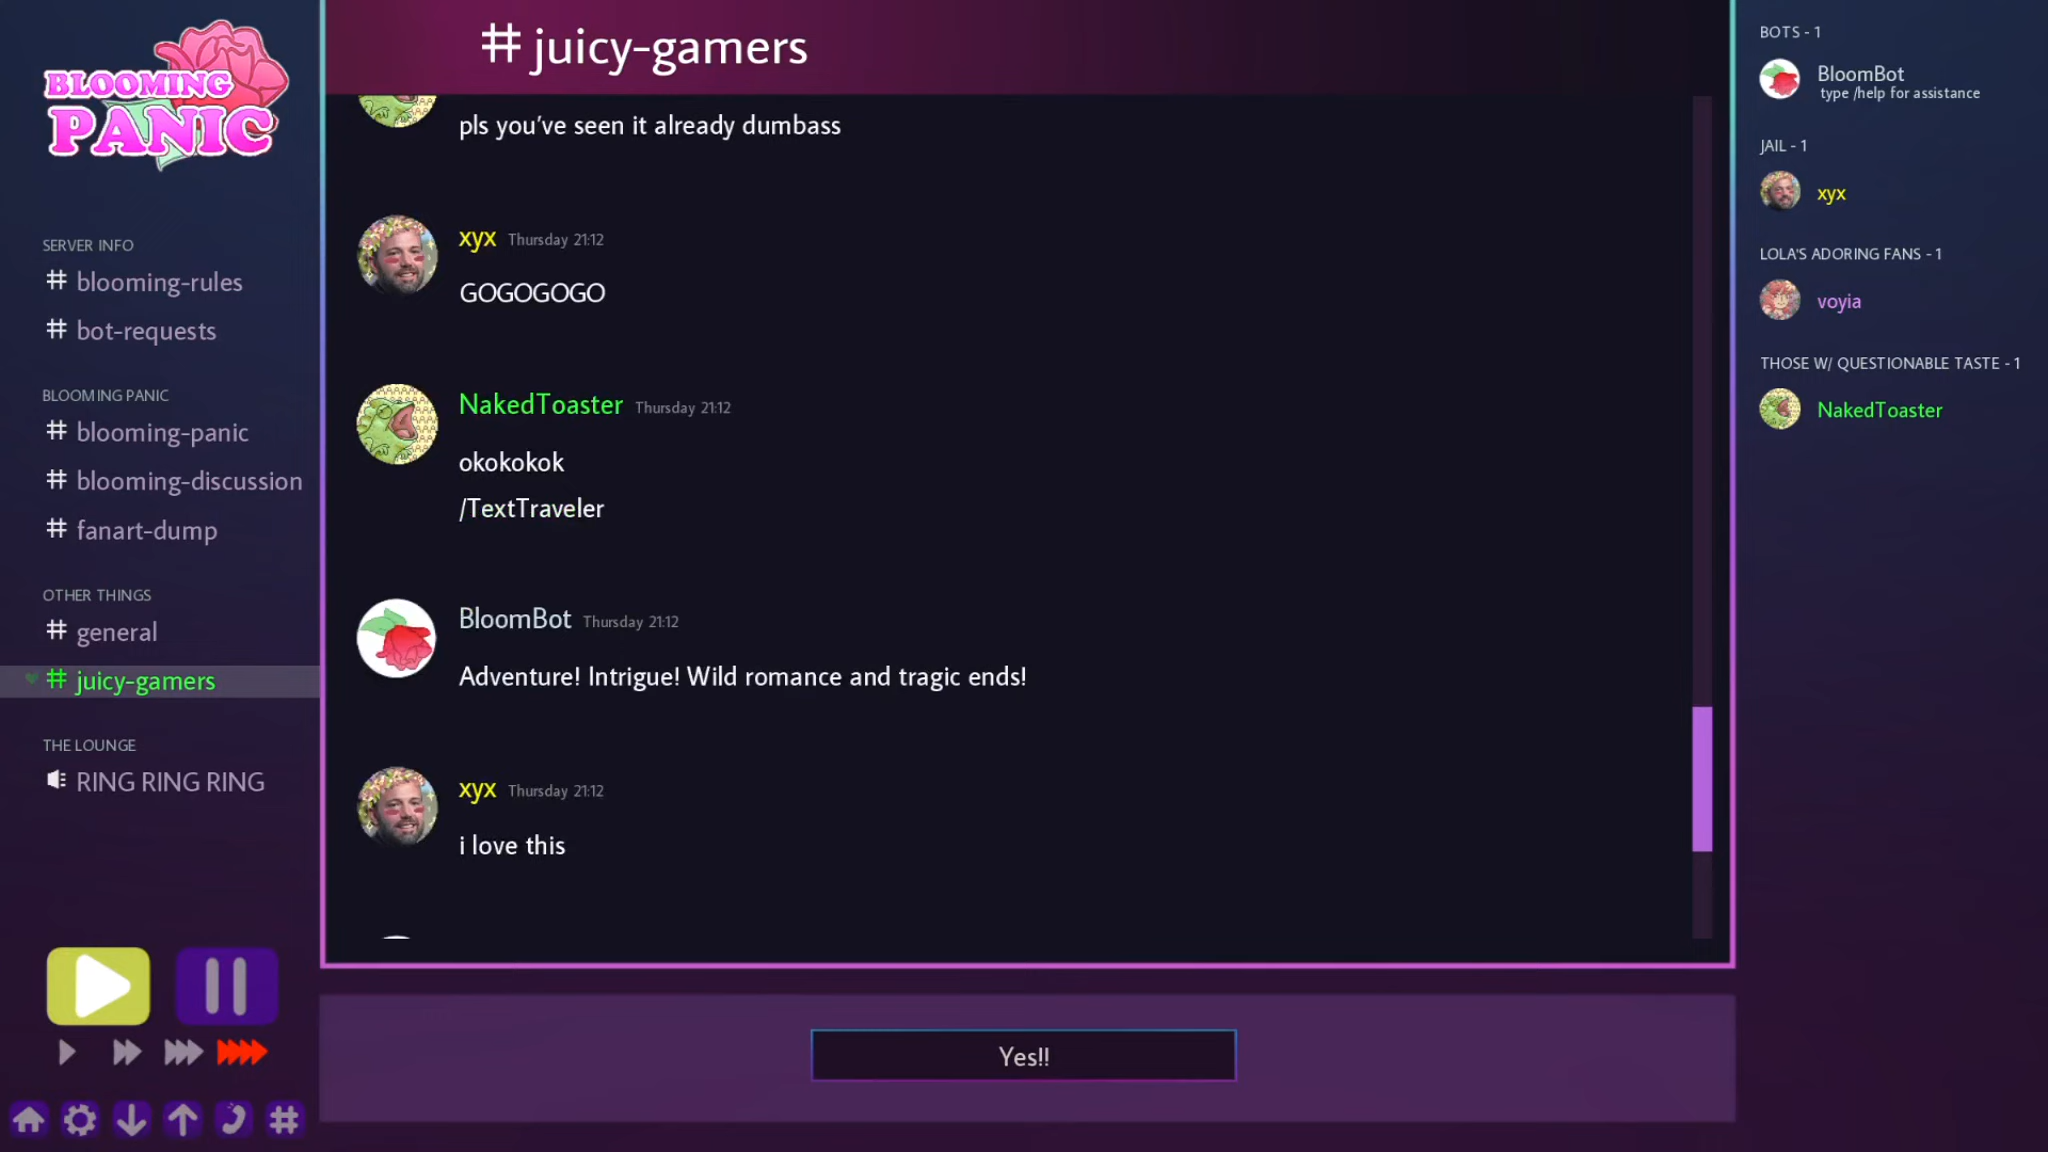 BLOOMING
PANIC
SERVER INFO
# blooming-rules
# bot-requests
BLOOMING PANIC
# blooming-panic
# blooming-discussion
# fanart-dump
OTHER THINGS
# general
# juicy-gamers
THE LOUNGE
RING RING RING
# juicy-gamers
pls you've seen it already dumbass
xyx Thursday 21:12
GOGOGOGO
NakedToaster Thursday 21:12
okokokok
/TextTraveler
BloomBot Thursday 21:12
Adventure! Intrigue! Wild romance and tragic ends!
xyx Thursday 21:12
i love this
Yes!!
BOTS - 1
BloomBot
type /help for assistance
JAIL - 1
xyx
LOLA'S ADORING FANS - 1
voyia
THOSE W/ QUESTIONABLE TASTE - 1
NakedToaster